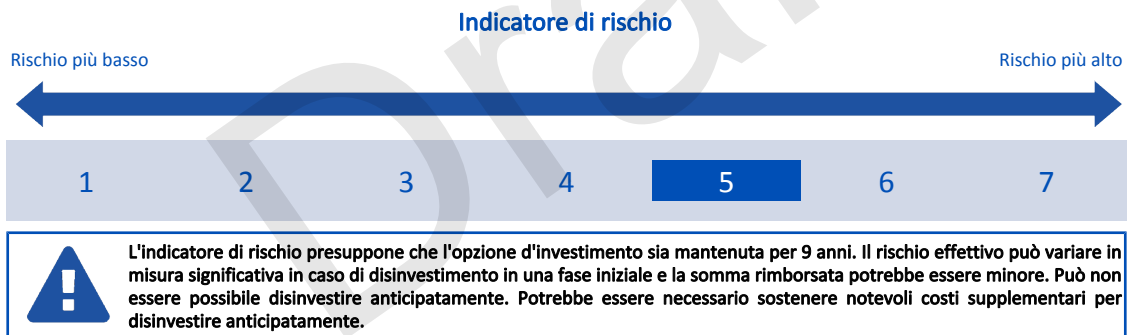 Indicatore di rischio
Rischio più basso
Rischio più alto
1 2 3 4 5 6 7
L'indicatore di rischio presuppone che l'opzione d'investimento sia mantenuta per 9 anni. Il rischio effettivo può variare in
misura significativa in caso di disinvestimento in una fase iniziale e la somma rimborsata potrebbe essere minore. Può non
essere possibile disinvestire anticipatamente. Potrebbe essere necessario sostenere notevoli costi supplementari per
disinvestire anticipatamente.